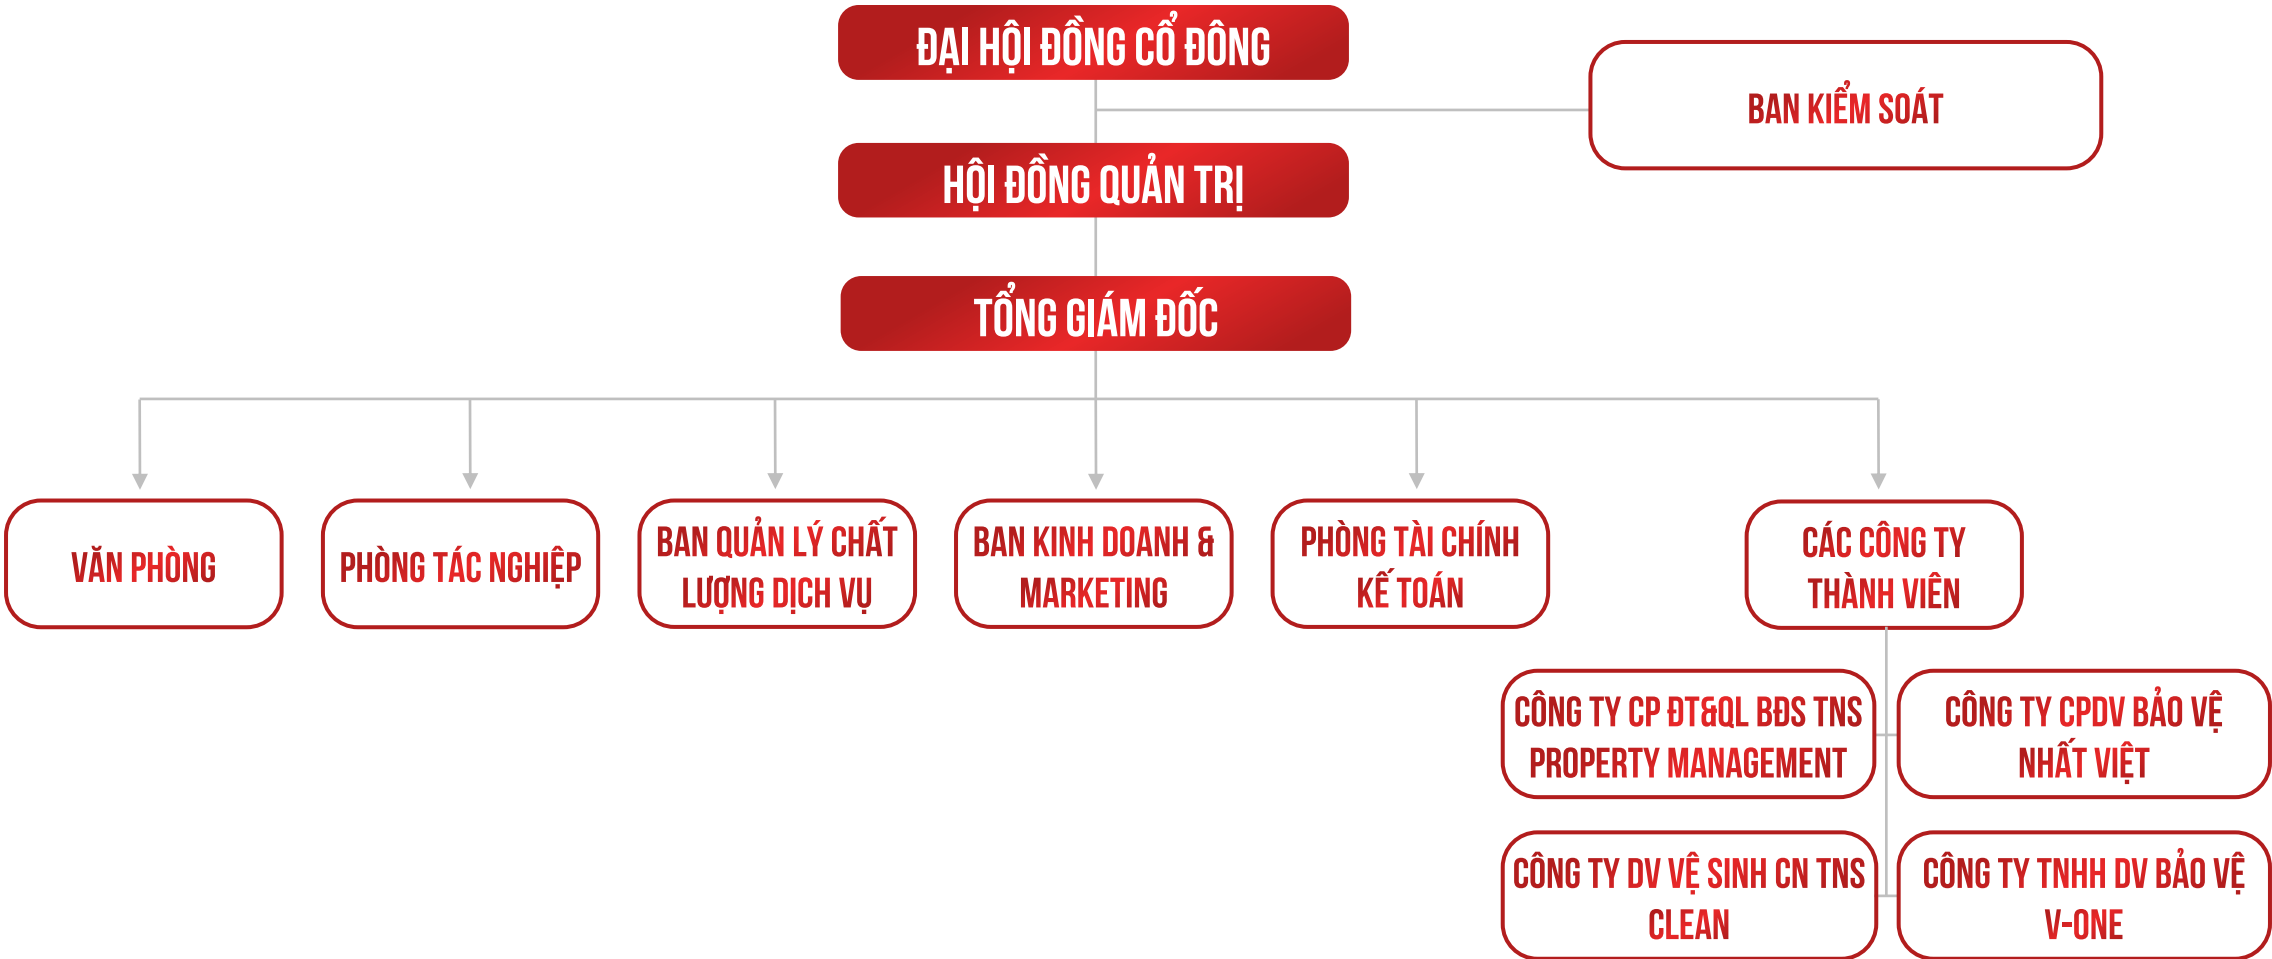 ĐẠI HỘI ĐỒNG CỔ ĐÔNG
BAN KIỂM SOÁT
HỘI ĐỒNG QUẢN TRỊ
TỔNG GIÁM ĐỐC
VĂN PHÒNG
PHÒNG TÁC NGHIỆP
BAN QUẢN LÝ CHẤT
LƯỢNG DỊCH VỤ
BAN KINH DOANH &
MARKETING
PHÒNG TÀI CHÍNH
KẾ TOÁN
CÁC CÔNG TY
THÀNH VIÊN
CÔNG TY CP ĐT&QL BĐS TNS
PROPERTY MANAGEMENT
CÔNG TY CPDV BẢO VỆ
NHẤT VIỆT
CÔNG TY DV VỆ SINH CN TNS
CLEAN
CÔNG TY TNHH DV BẢO VỆ
V-ONE